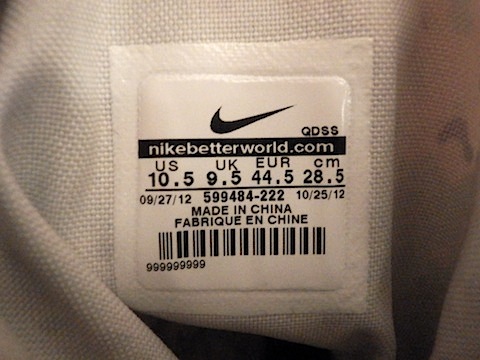 QDSS
nikebetterworld.com
US UK EUR cm
10.5 9.5 44.5 28.5
09/27/12 599484-222 10/25/12
MADE IN CHINA
FABRIQUE EN CHINE
999999999